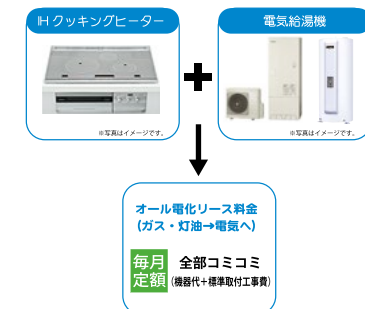 IHクッキングヒーター
電気給湯機
※写真はイメージです。
※写真はイメージです。
オール電化リース料金
(ガス・灯油→電気へ)
毎月
定額
全部コミコミ
(機器代+標準取付工事費)